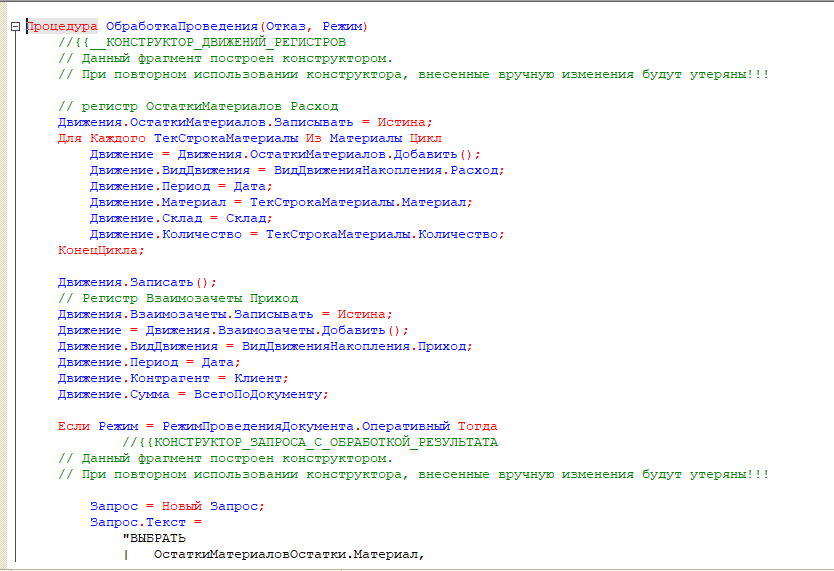 Процедура ОбработкаПроведения(Отказ, Режим)
//{{__КОНСТРУКТОР_ДВИЖЕНИЙ_РЕГИСТРОВ
// Данный фрагмент построен конструктором.
// При повторном использовании конструктора, внесенные вручную изменения будут утеряны!!!
// регистр ОстаткиМатериалов Расход
Движения.ОстаткиМатериалов.Записывать = Истина;
Для Каждого ТекСтрокаМатериалы Из Материалы Цикл
Движение = Движения.ОстаткиМатериалов.Добавить();
Движение.ВидДвижения = ВидДвиженияНакопления.Расход;
Движение.Период = Дата;
Движение.Материал = ТекСтрокаМатериалы.Материал;
Движение.Склад = Склад;
Движение.Количество = ТекСтрокаМатериалы.Количество;
КонецЦикла;
Движения.Записать();
// Регистр Взаимозачеты Приход
Движения.Взаимозачеты.Записывать = Истина;
Движение = Движения.Взаимозачеты.Добавить();
Движение.ВидДвижения = ВидДвиженияНакопления.Приход;
Движение.Период = Дата;
Движение.Контрагент = Клиент;
Движение.Сумма = ВсегоПоДокументу;
Если Режим = РежимПроведенияДокумента.Оперативный Тогда
//{{КОНСТРУКТОР_ЗАПРОСА_С_ОБРАБОТКОЙ_РЕЗУЛЬТАТА
// Данный фрагмент построен конструктором.
// При повторном использовании конструктора, внесенные вручную изменения будут утеряны!!!
Запрос = Новый Запрос;
Запрос.Текст =
"ВЫБРАТЬ
| ОстаткиМатериаловОстатки.Материал,